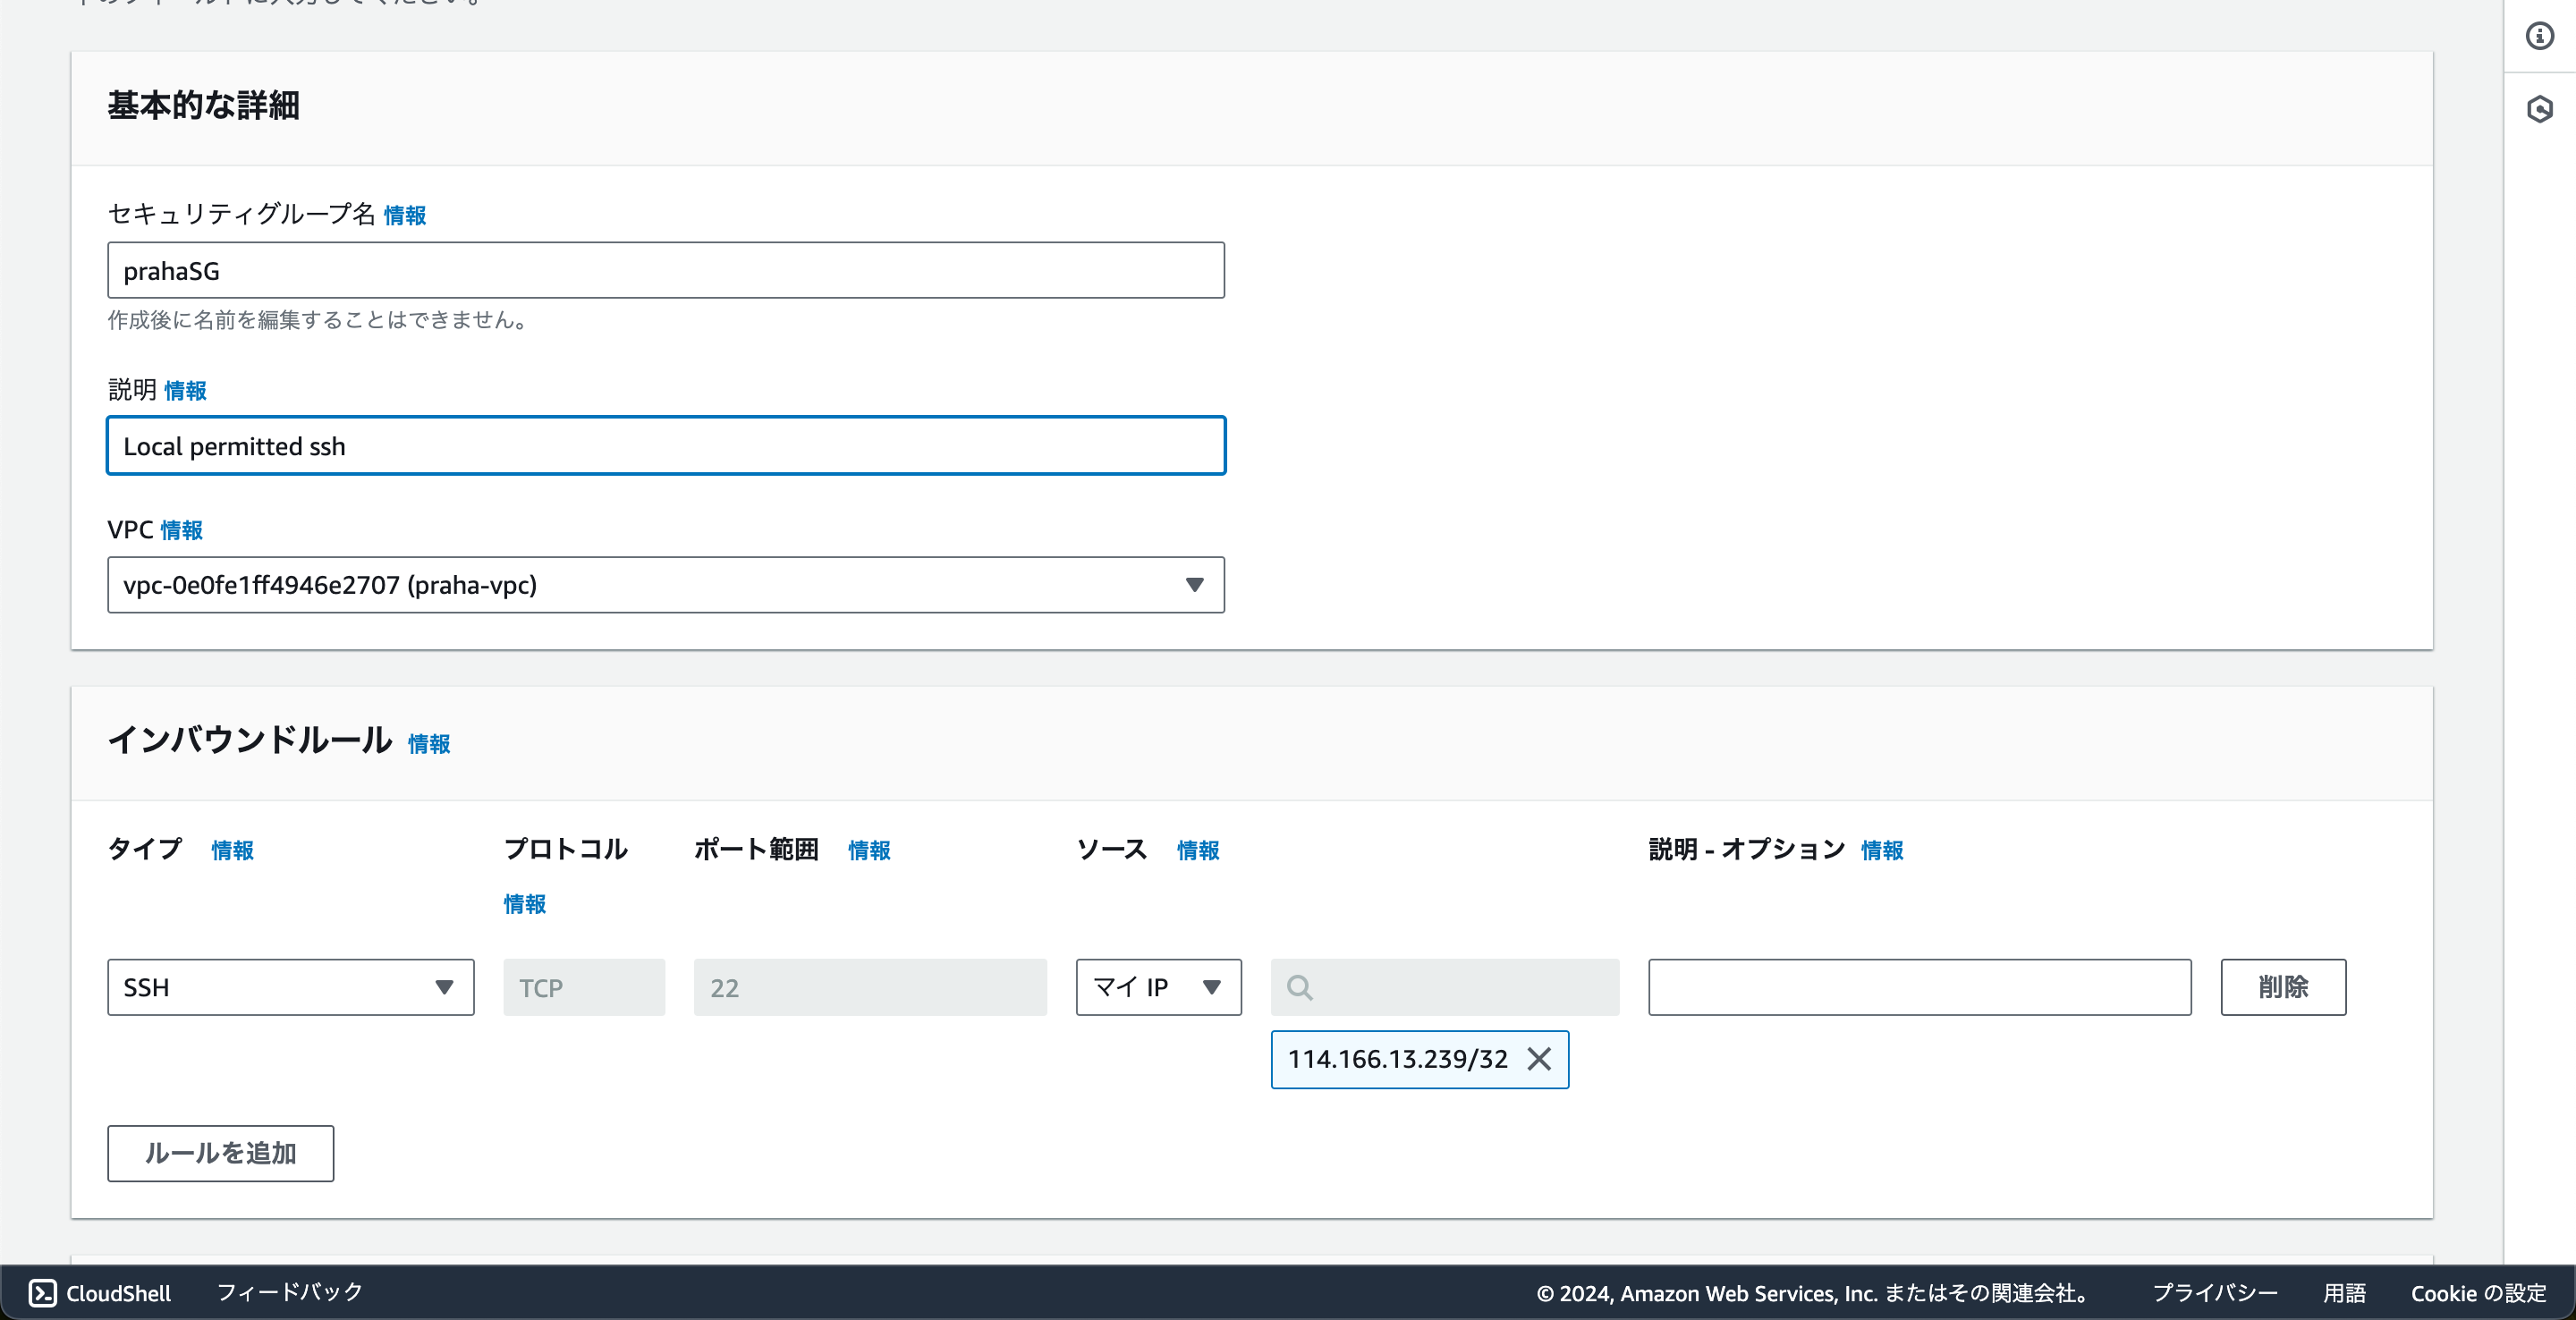 基本的な詳細
セキュリティグループ名 情報
prahaSG
作成後に名前を編集することはできません。
説明 情報
Local permitted ssh
VPC 情報
vpc-0e0fe1ff4946e2707 (praha-vpc)
インバウンドルール 情報
タイプ 情報 プロトコル 情報 ポート範囲 情報 ソース 情報 説明 - オプション 情報
SSH TCP 22 マイ IP 削除
114.166.13.239/32
ルールを追加
CloudShell フィードバック © 2024, Amazon Web Services, Inc. またはその関連会社。 プライバシー 用語 Cookie の設定